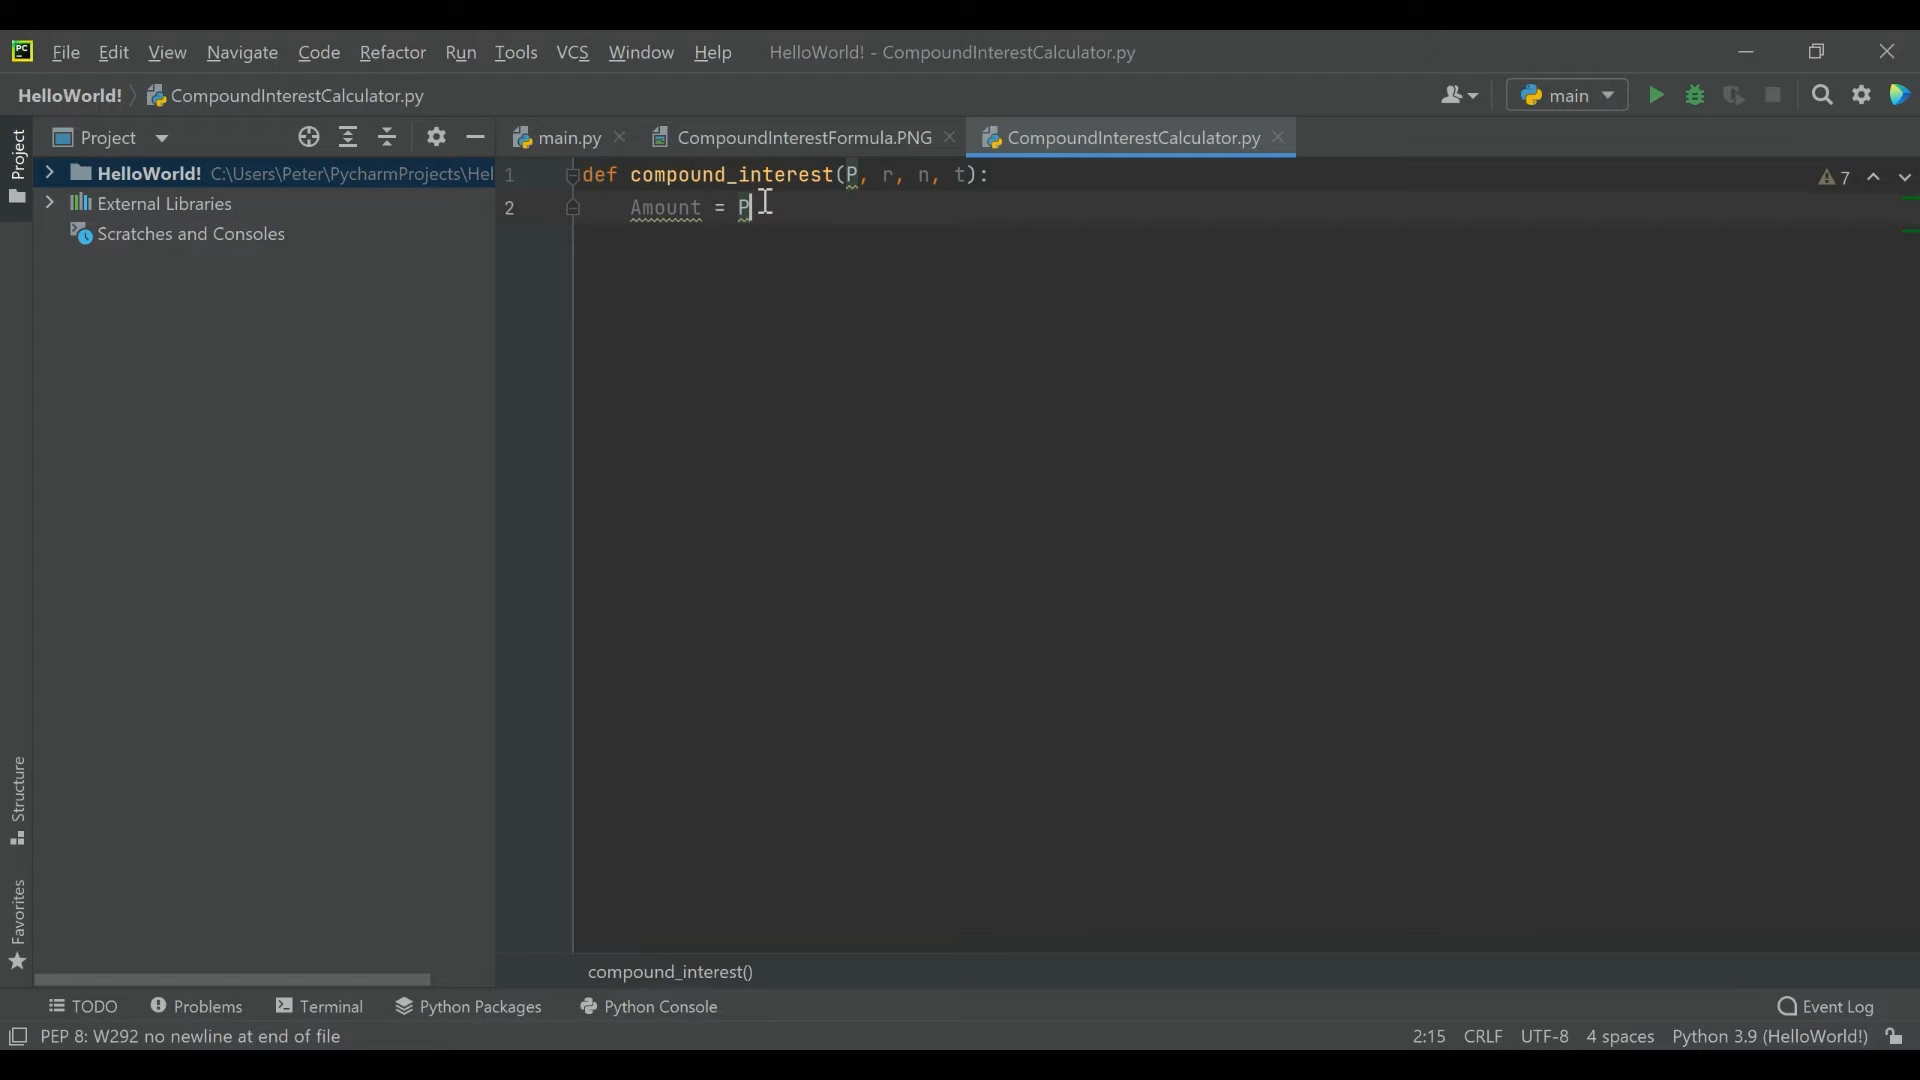 PC File Edit View Navigate Code Refactor Run Tools VCS Window Help HelloWorld! - CompoundInterestCalculator.py
HelloWorld! CompoundInterestCalculator.py main
Project
Project main.py CompoundInterestFormula.PNG CompoundInterestCalculator.py
HelloWorld! C:\Users\Peter\PycharmProjects\Hel
External Libraries
Scratches and Consoles
1 def compound_interest(P, r, n, t): 7
2 Amount = P
Structure
Favorites
compound_interest()
TODO Problems Terminal Python Packages Python Console Event Log
PEP 8: W292 no newline at end of file 2:15 CRLF UTF-8 4 spaces Python 3.9 (HelloWorld!)